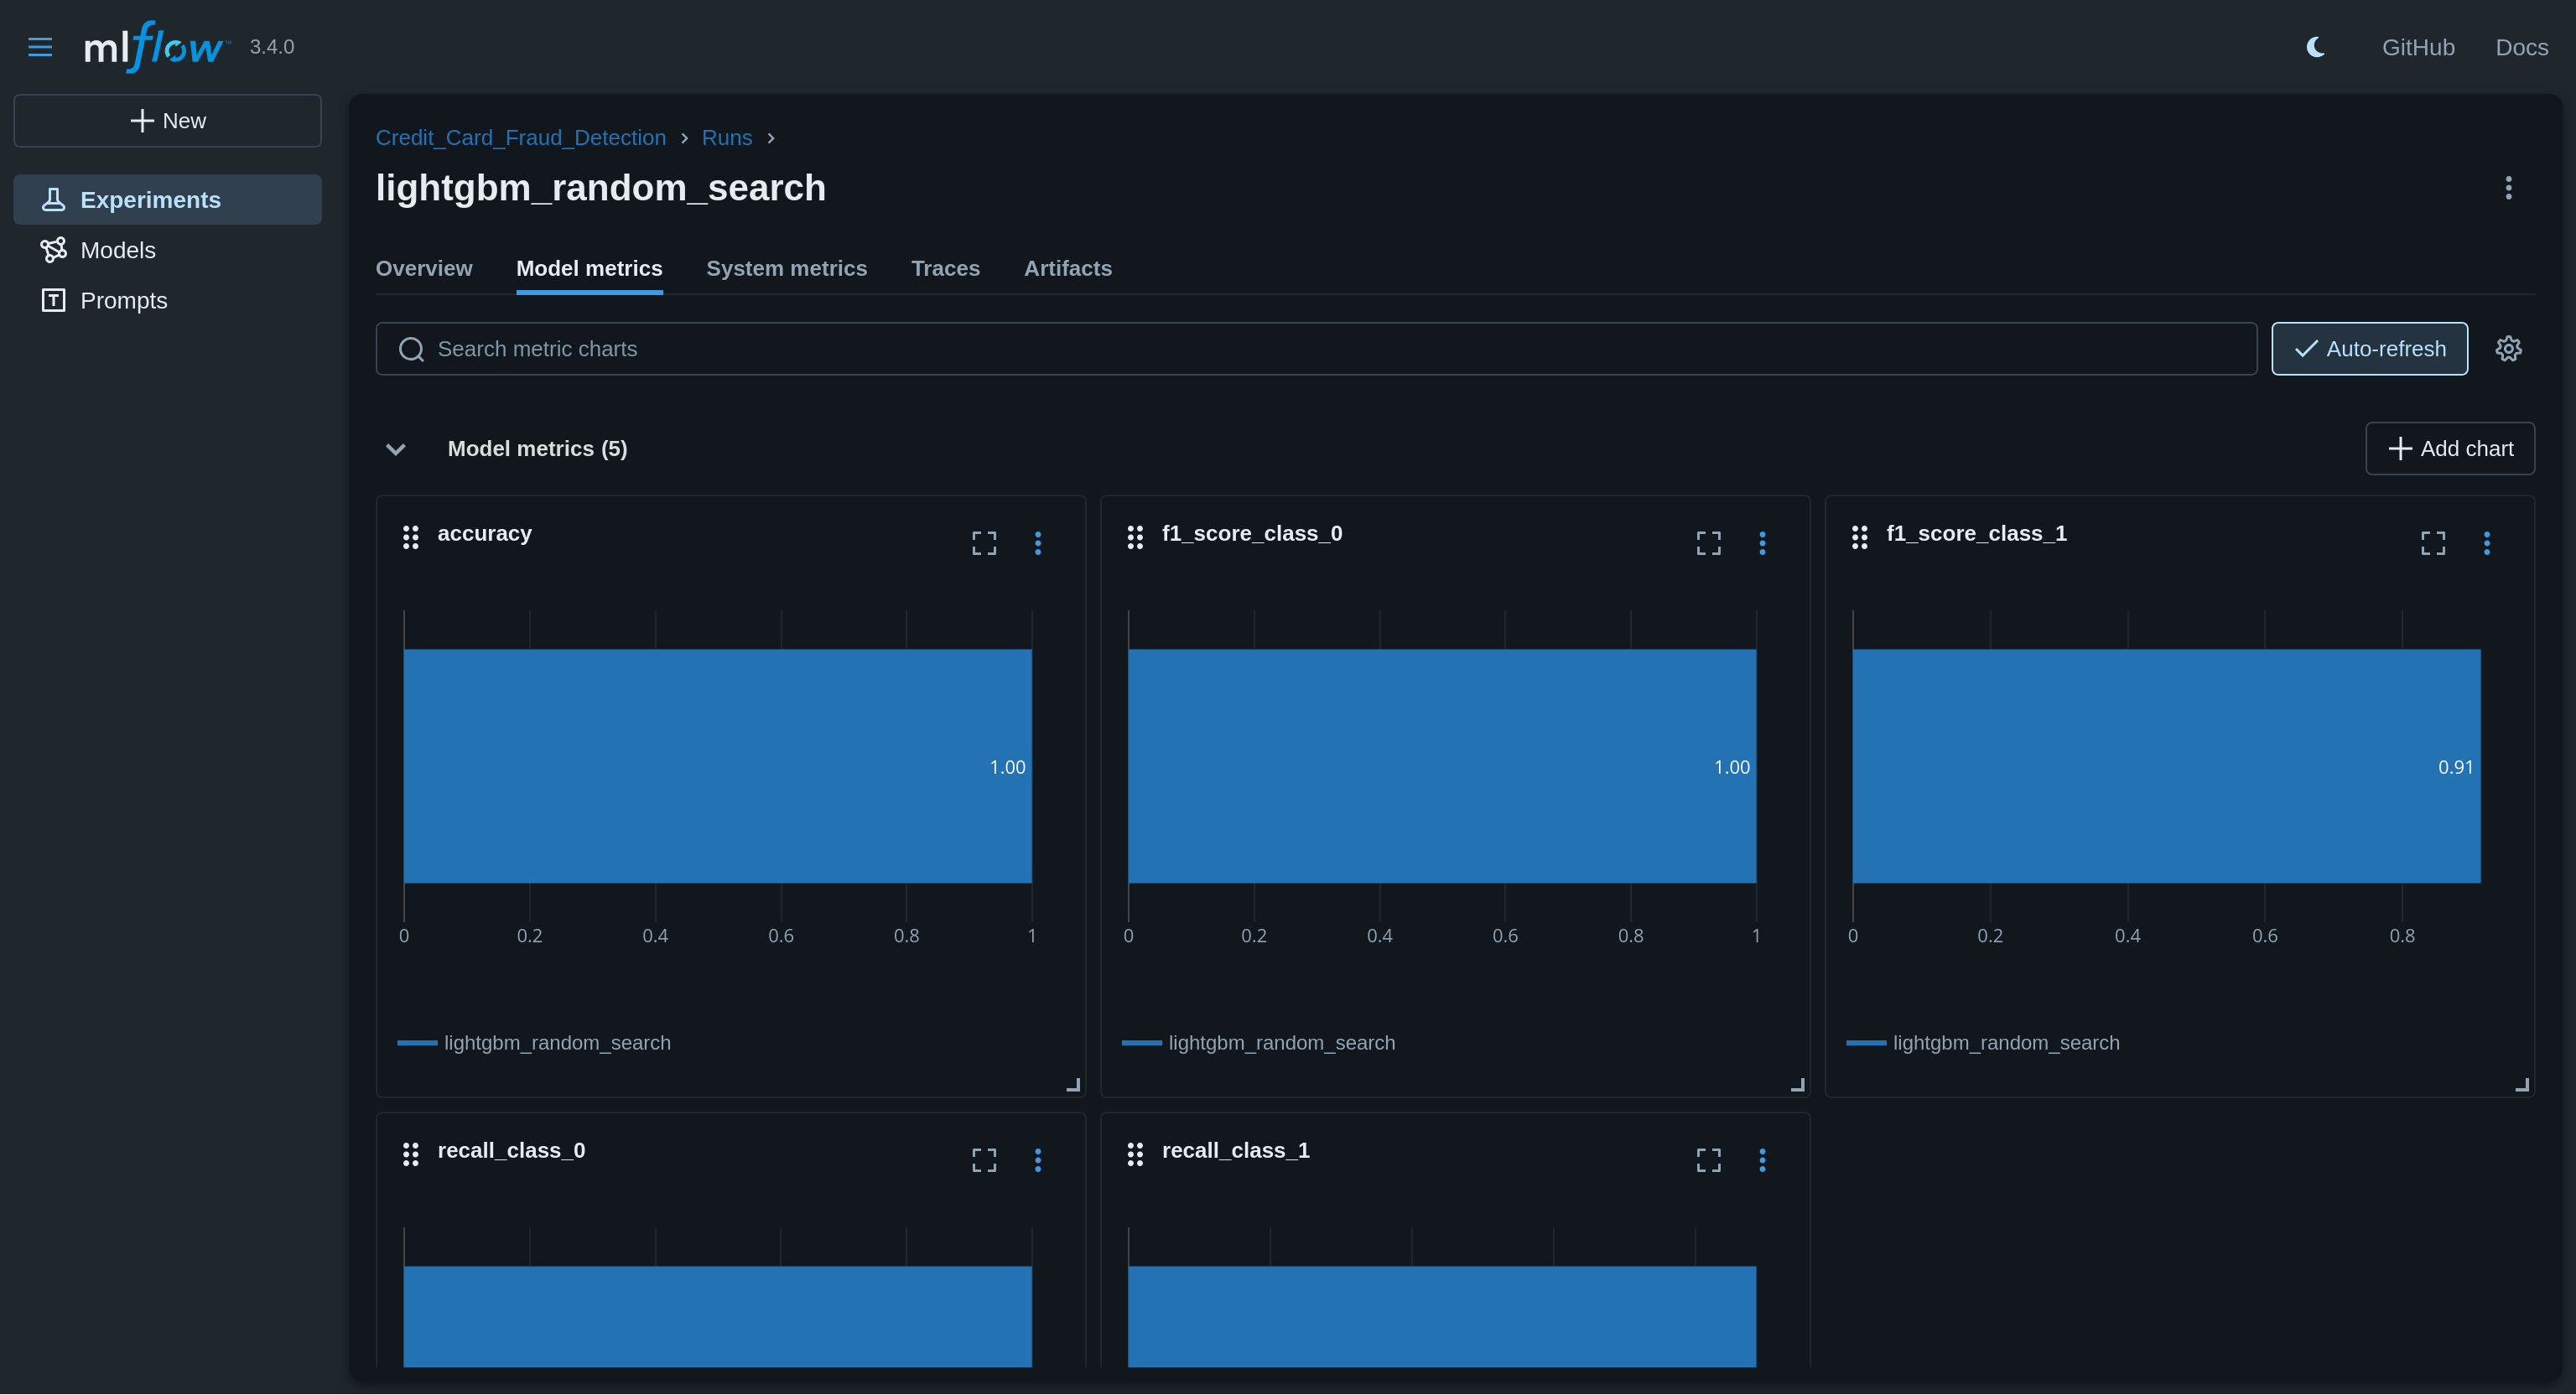 mlflow™ 3.4.0
GitHub
Docs
New
Experiments
Models
Prompts
Credit_Card_Fraud_Detection > Runs >
lightgbm_random_search
Overview Model metrics System metrics Traces Artifacts
Search metric charts
Auto-refresh
Model metrics (5)
Add chart
accuracy
1.00
0 0.2 0.4 0.6 0.8 1
lightgbm_random_search
f1_score_class_0
1.00
0 0.2 0.4 0.6 0.8 1
lightgbm_random_search
f1_score_class_1
0.91
0 0.2 0.4 0.6 0.8
lightgbm_random_search
recall_class_0
recall_class_1